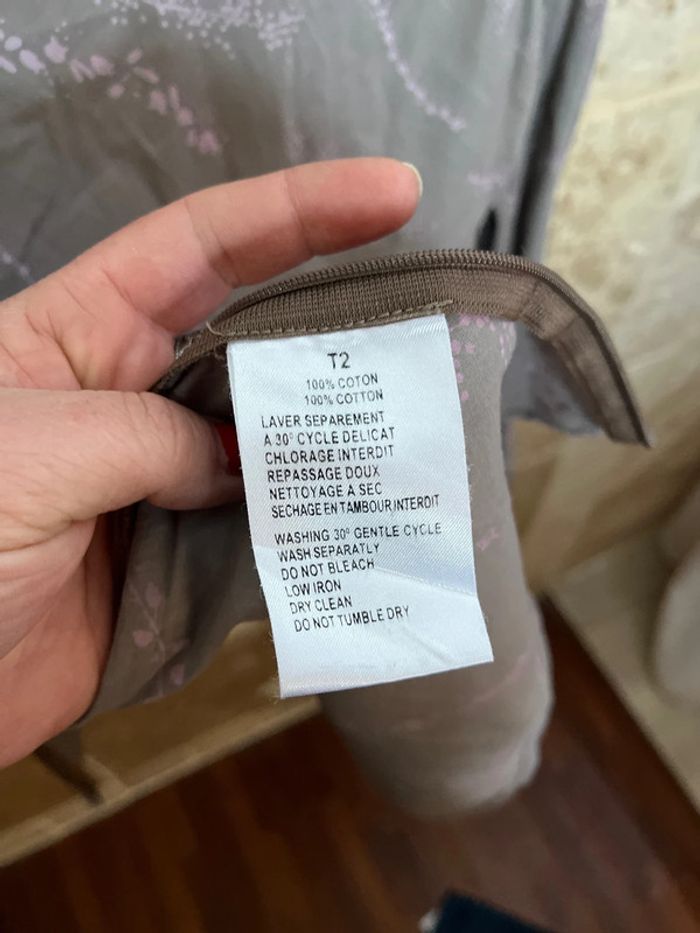 T2
100% COTON
100% COTTON
LAVER SEPAREMENT
A 30° CYCLE DELICAT
CHLORAGE INTERDIT
REPASSAGE DOUX
NETTOYAGE A SEC
SECHAGE EN TAMBOUR INTERDIT
WASHING 30° GENTLE CYCLE
WASH SEPARATLY
DO NOT BLEACH
LOW IRON
DRY CLEAN
DO NOT TUMBLE DRY